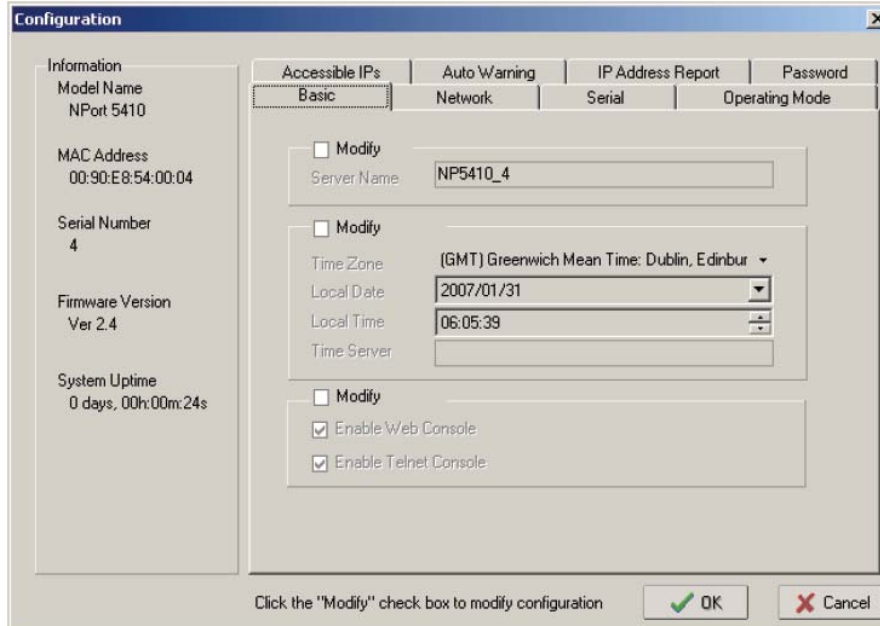 Configuration
Information
Model Name
NPort 5410
MAC Address
00:90:E8:54:00:04
Serial Number
4
Firmware Version
Ver 2.4
System Uptime
0 days, 00h:00m:24s
Accessible IPs
Auto Warning
IP Address Report
Password
Basic
Network
Serial
Operating Mode
Modify
Server Name
NP5410_4
Modify
Time Zone
(GMT) Greenwich Mean Time: Dublin, Edinbur
Local Date
2007/01/31
Local Time
06:05:39
Time Server
Modify
Enable Web Console
Enable Telnet Console
Click the "Modify" check box to modify configuration
OK
Cancel